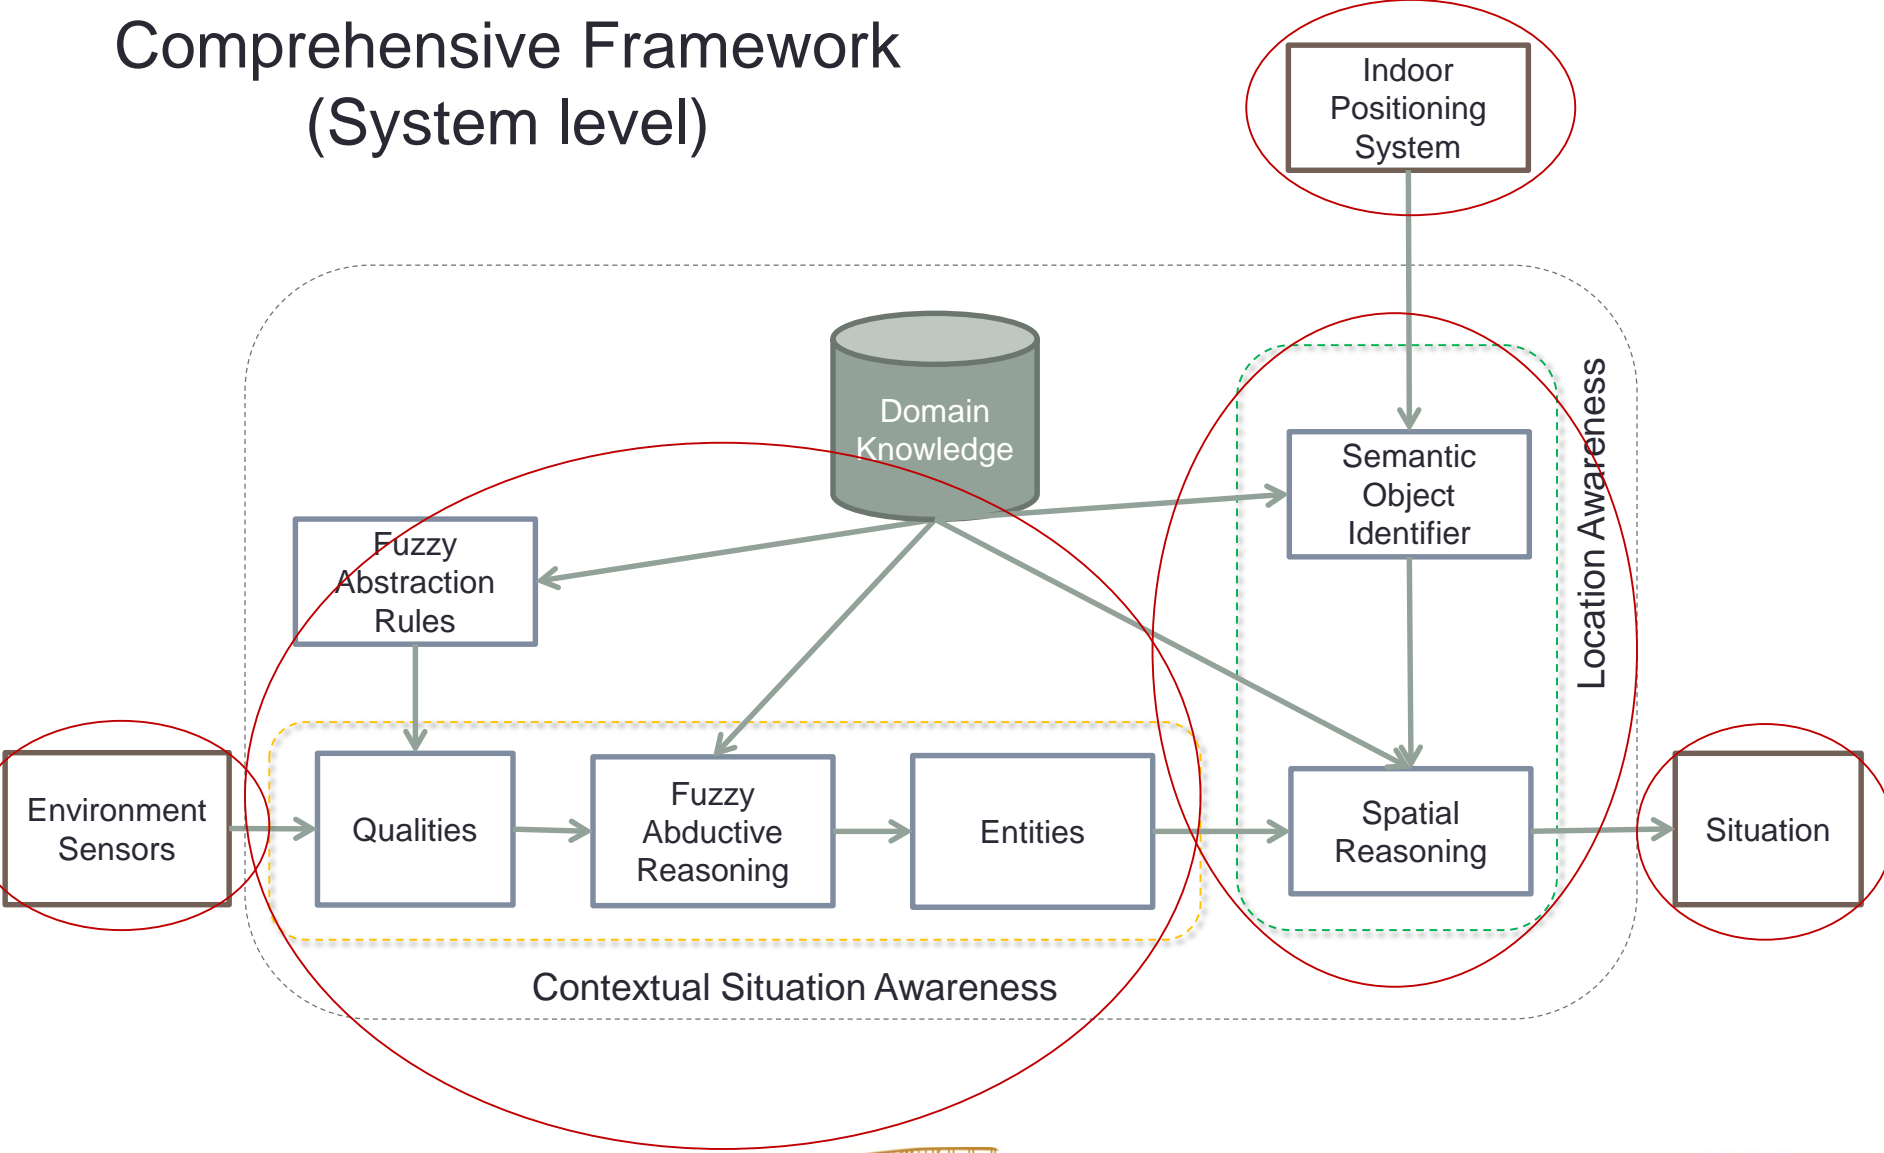 Comprehensive Framework
(System level)
Indoor
Positioning
System
Domain
Knowledge
Semantic
Object
Identifier
Location Awareness
Fuzzy
Abstraction
Rules
Environment
Sensors
Qualities
Fuzzy
Abductive
Reasoning
Entities
Spatial
Reasoning
Situation
Contextual Situation Awareness